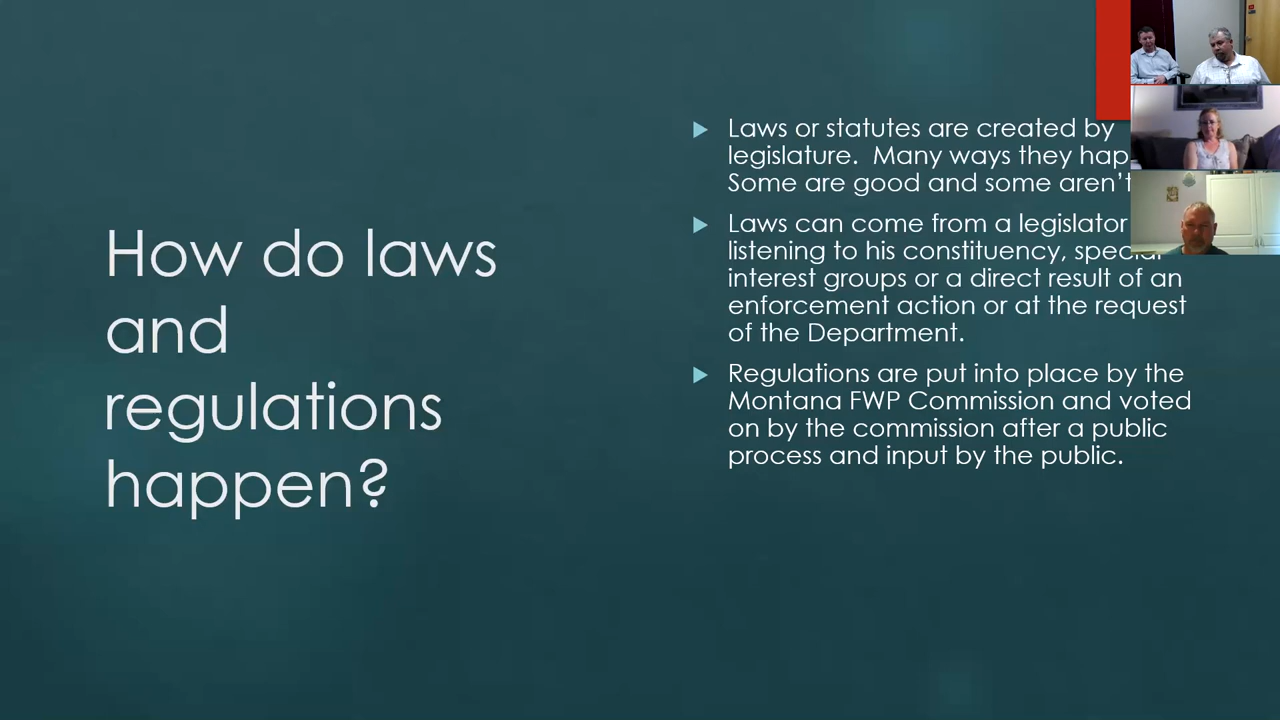 How do laws
and
regulations
happen?
Laws or statutes are created by
legislature.  Many ways they
Some are good and some aren't
Laws can come from a legislator
listening to his constituency, special
interest groups or a direct result of an
enforcement action or at the request
of the Department.
Regulations are put into place by the
Montana FWP Commission and voted
on by the commission after a public
process and input by the public.